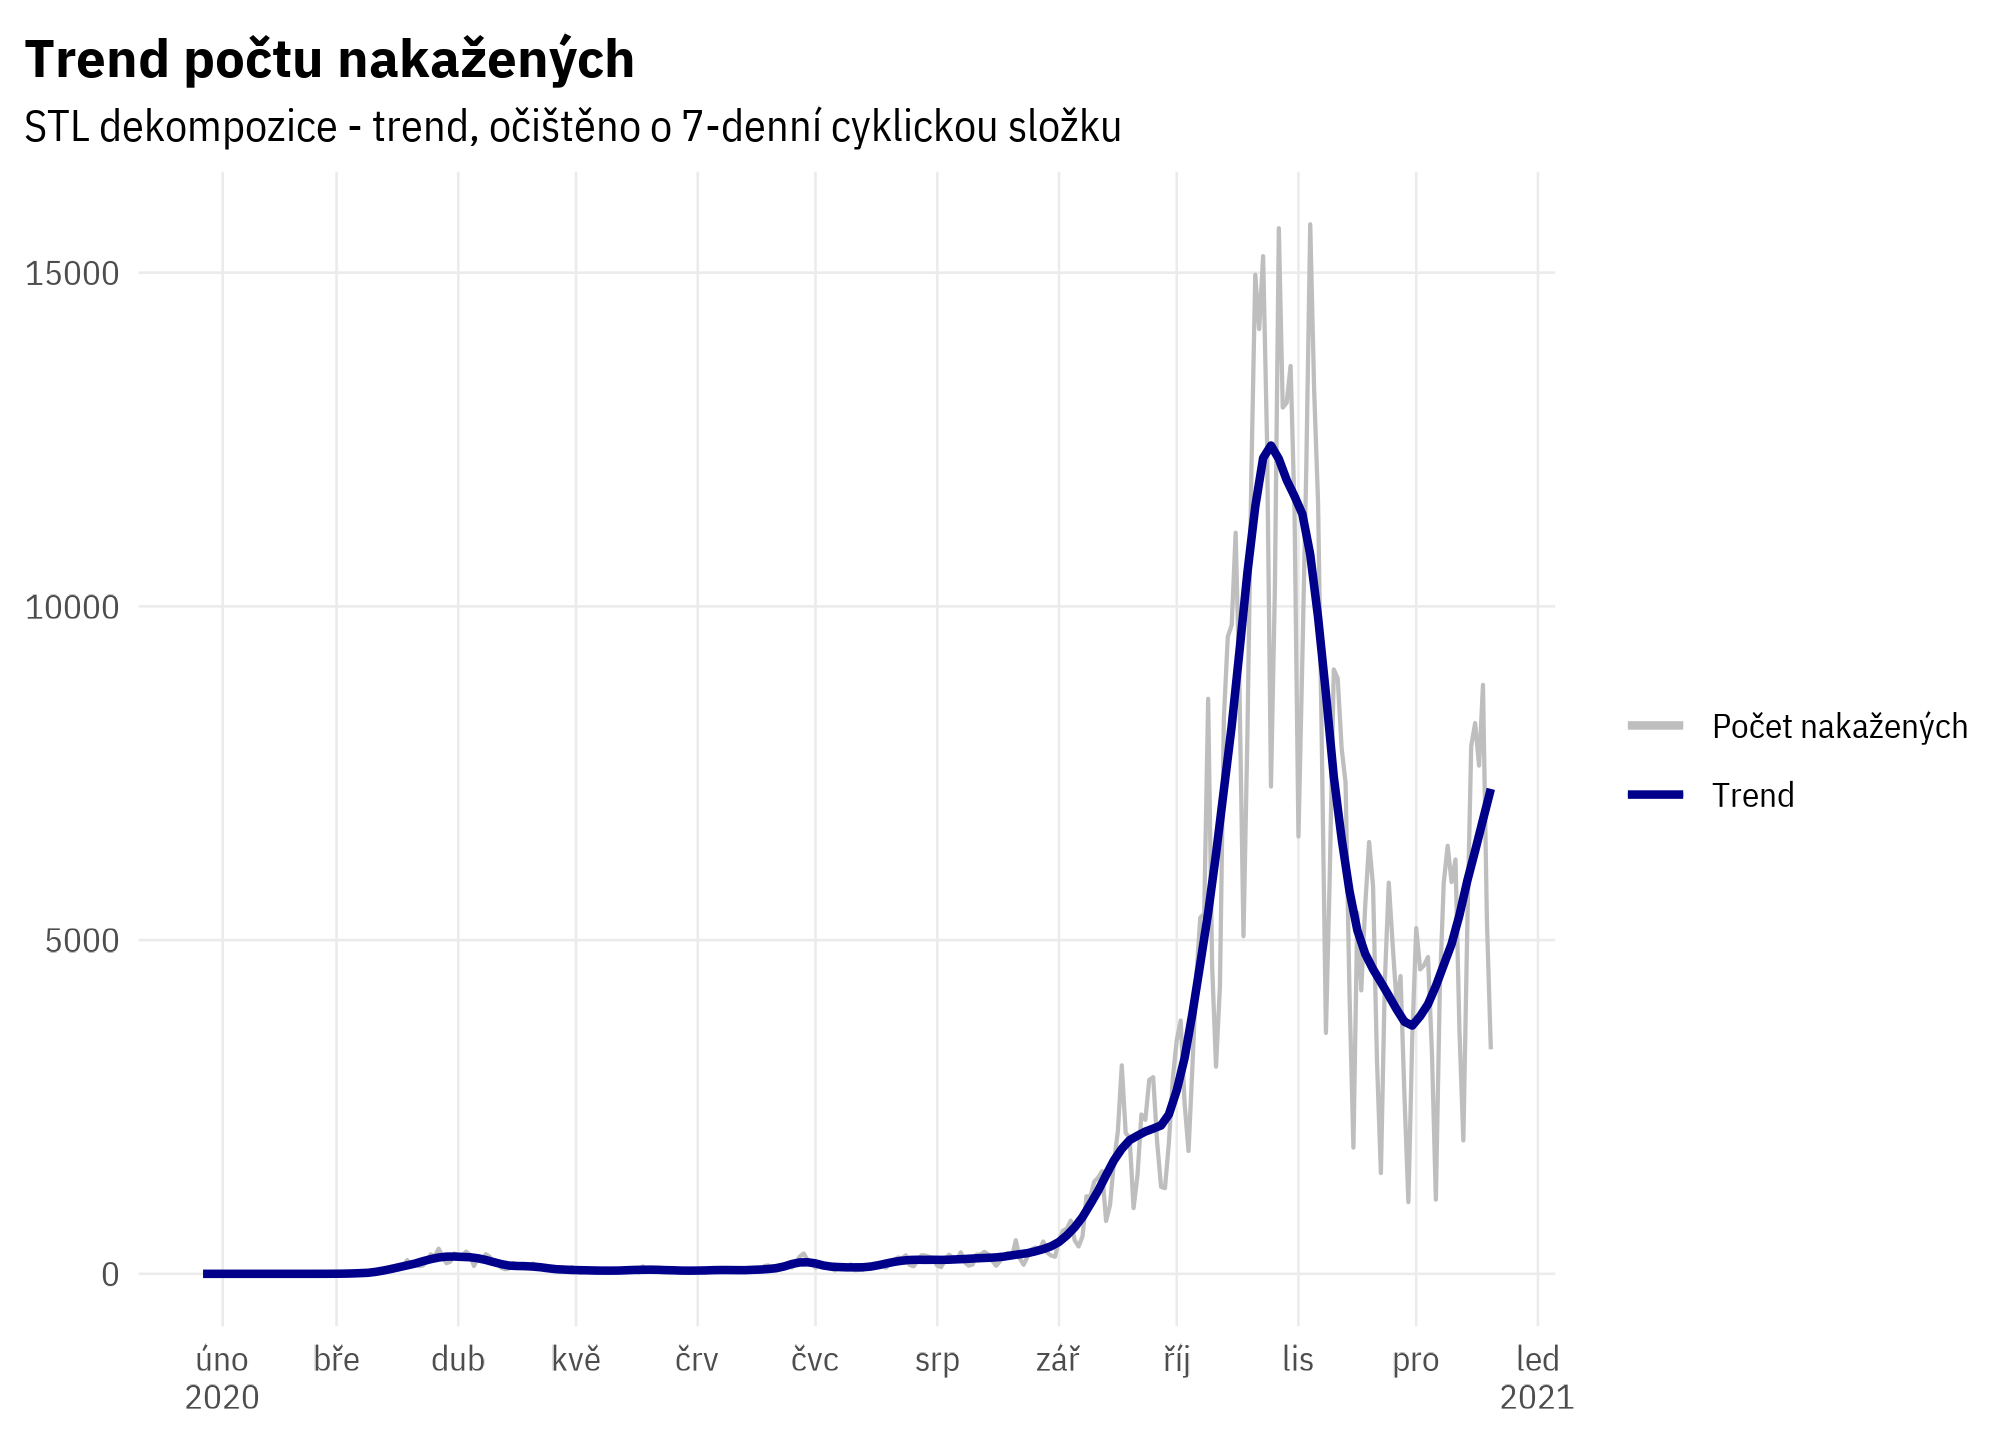 Trend počtu nakažených
STL dekompozice - trend, očištěno o 7-denní cyklickou složku
15000
10000
5000
0
úno bře dub kvě črv čvc srp zář říj lis pro led
2020 2021
Počet nakažených
Trend